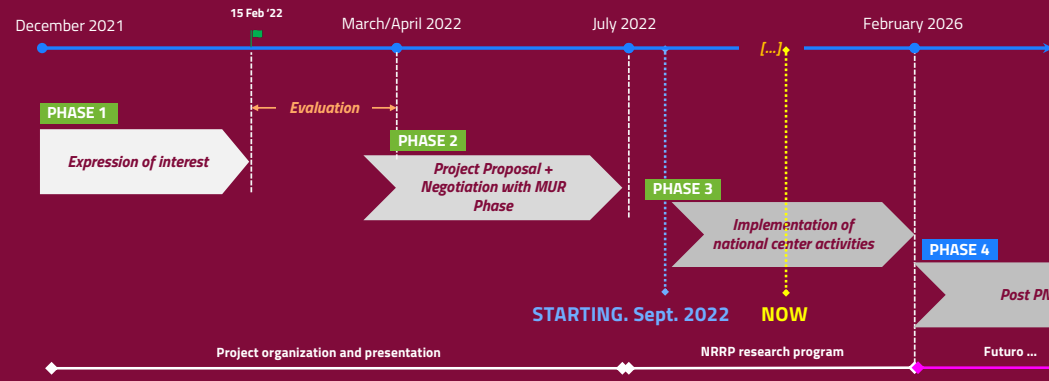 December 2021
15 Feb ‘22
March/April 2022
July 2022
February 2026
[...]
Evaluation
PHASE 1
Expression of interest
PHASE 2
Project Proposal +
Negotiation with MUR
Phase
PHASE 3
Implementation of
national center activities
PHASE 4
Post
STARTING. Sept. 2022
NOW
Project organization and presentation
NRRP research program
Futuro ...